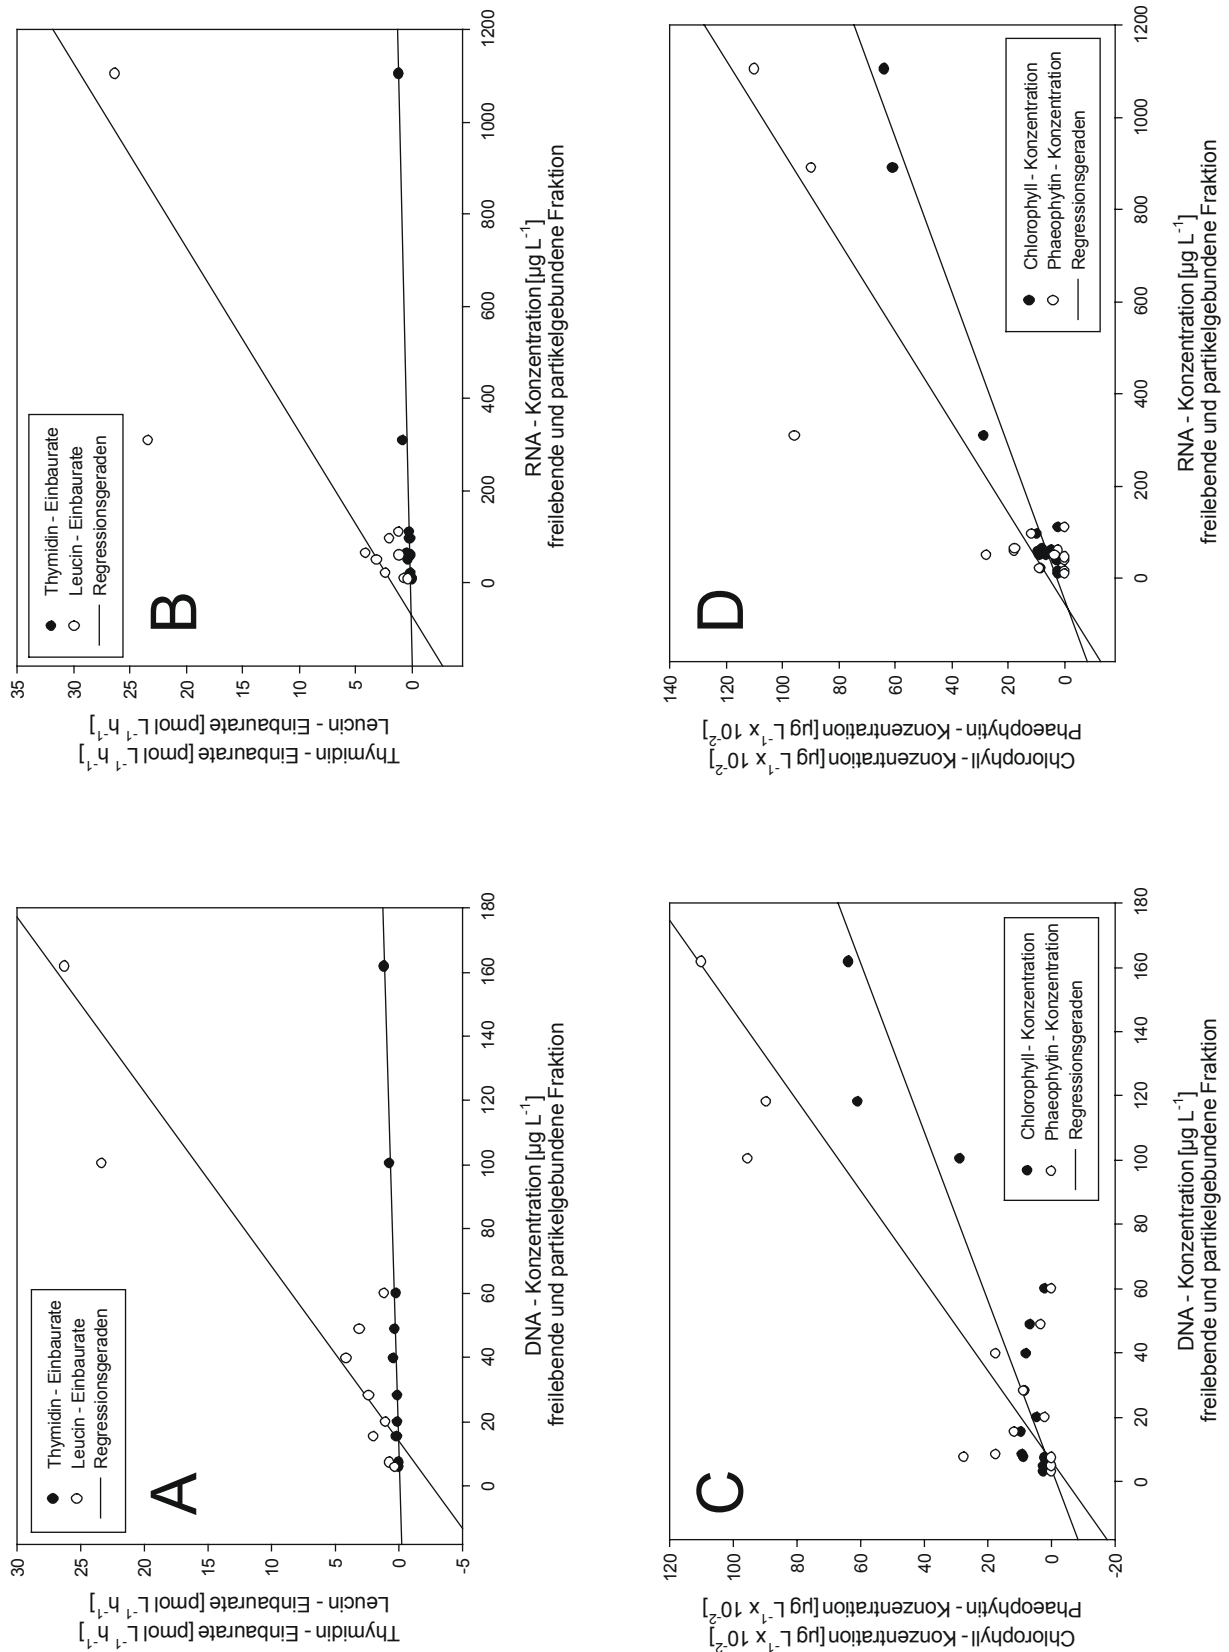 A
Thymidin - Einbaurate
Leucin - Einbaurate
Regressionsgeraden
Thymidin - Einbaurate [pmol L⁻¹ h⁻¹]
Leucin - Einbaurate [pmol L⁻¹ h⁻¹]
30
25
20
15
10
5
0
-5
0 20 40 60 80 100 120 140 160 180
DNA - Konzentration [µg L⁻¹]
freilebende und partikelgebundene Fraktion
B
Thymidin - Einbaurate
Leucin - Einbaurate
Regressionsgeraden
Thymidin - Einbaurate [pmol L⁻¹ h⁻¹]
Leucin - Einbaurate [pmol L⁻¹ h⁻¹]
35
30
25
20
15
10
5
0
0 200 400 600 800 1000 1200
RNA - Konzentration [µg L⁻¹]
freilebende und partikelgebundene Fraktion
C
Chlorophyll - Konzentration [µg L⁻¹ x 10⁻²]
Phaeophytin - Konzentration [µg L⁻¹ x 10⁻²]
120
100
80
60
40
20
0
-20
Chlorophyll - Konzentration
Phaeophytin - Konzentration
Regressionsgeraden
0 20 40 60 80 100 120 140 160 180
DNA - Konzentration [µg L⁻¹]
freilebende und partikelgebundene Fraktion
D
Chlorophyll - Konzentration [µg L⁻¹ x 10⁻²]
Phaeophytin - Konzentration [µg L⁻¹ x 10⁻²]
140
120
100
80
60
40
20
0
Chlorophyll - Konzentration
Phaeophytin - Konzentration
Regressionsgeraden
0 200 400 600 800 1000 1200
RNA - Konzentration [µg L⁻¹]
freilebende und partikelgebundene Fraktion